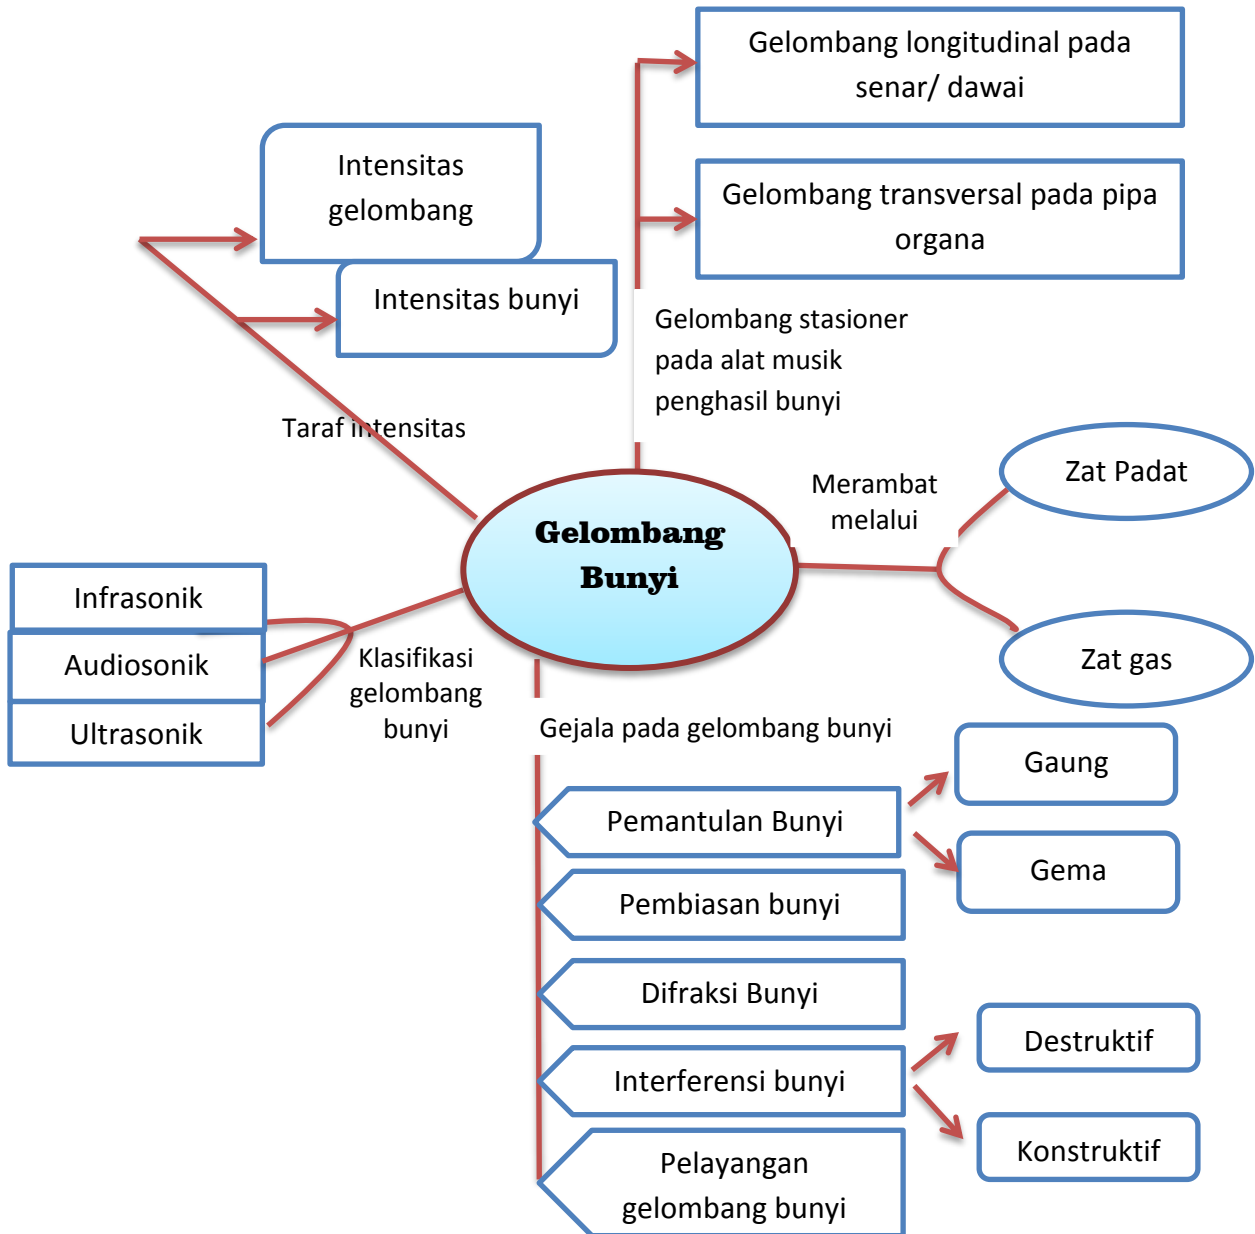 Gelombang longitudinal pada
senar/ dawai
Intensitas
gelombang
Gelombang transversal pada pipa
organa
Intensitas bunyi
Gelombang stasioner
pada alat musik
penghasil bunyi
Taraf intensitas
Merambat
melalui
Zat Padat
Gelombang
Bunyi
Zat gas
Infrasonik
Audiosonik
Ultrasonik
Klasifikasi
gelombang
bunyi
Gejala pada gelombang bunyi
Pemantulan Bunyi
Gaung
Gema
Pembiasan bunyi
Difraksi Bunyi
Interferensi bunyi
Destruktif
Konstruktif
Pelayangan
gelombang bunyi